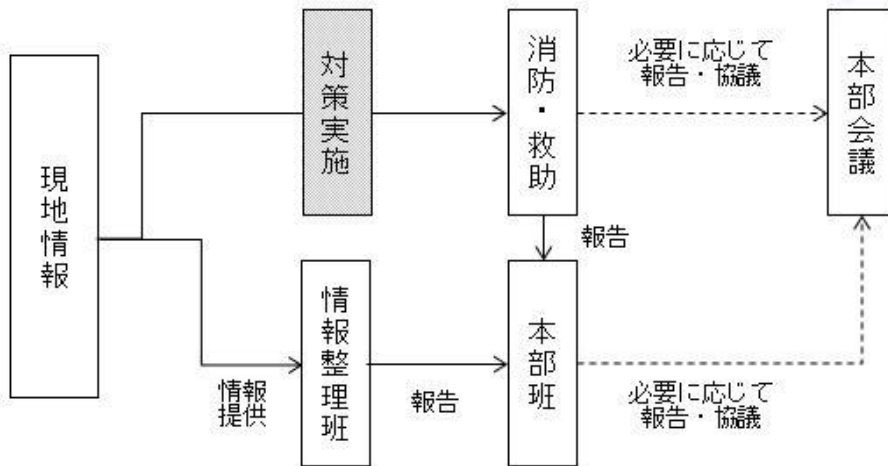 現地情報
対策実施
消防・救助
必要に応じて
報告・協議
本部会議
報告
情報
提供
情報整理班
報告
本部班
必要に応じて
報告・協議